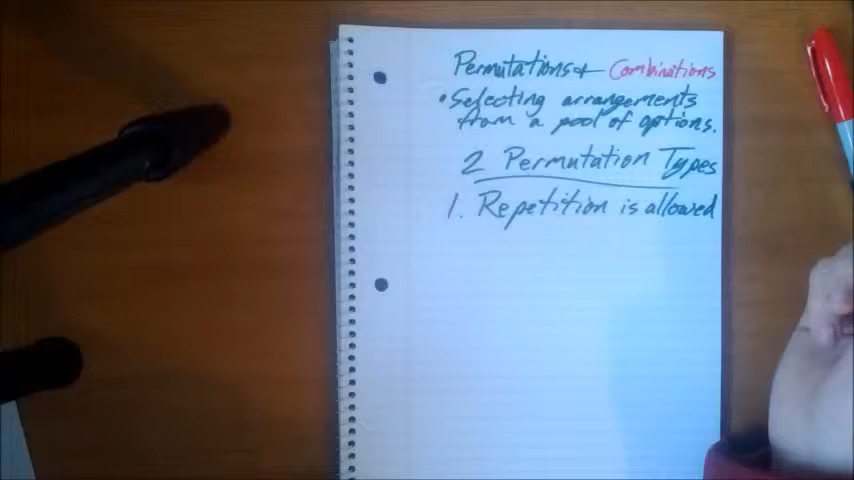 Permutations + Combinations
• Selecting arrangements
from a pool of options.
2 Permutation Types
1. Repetition is allowed